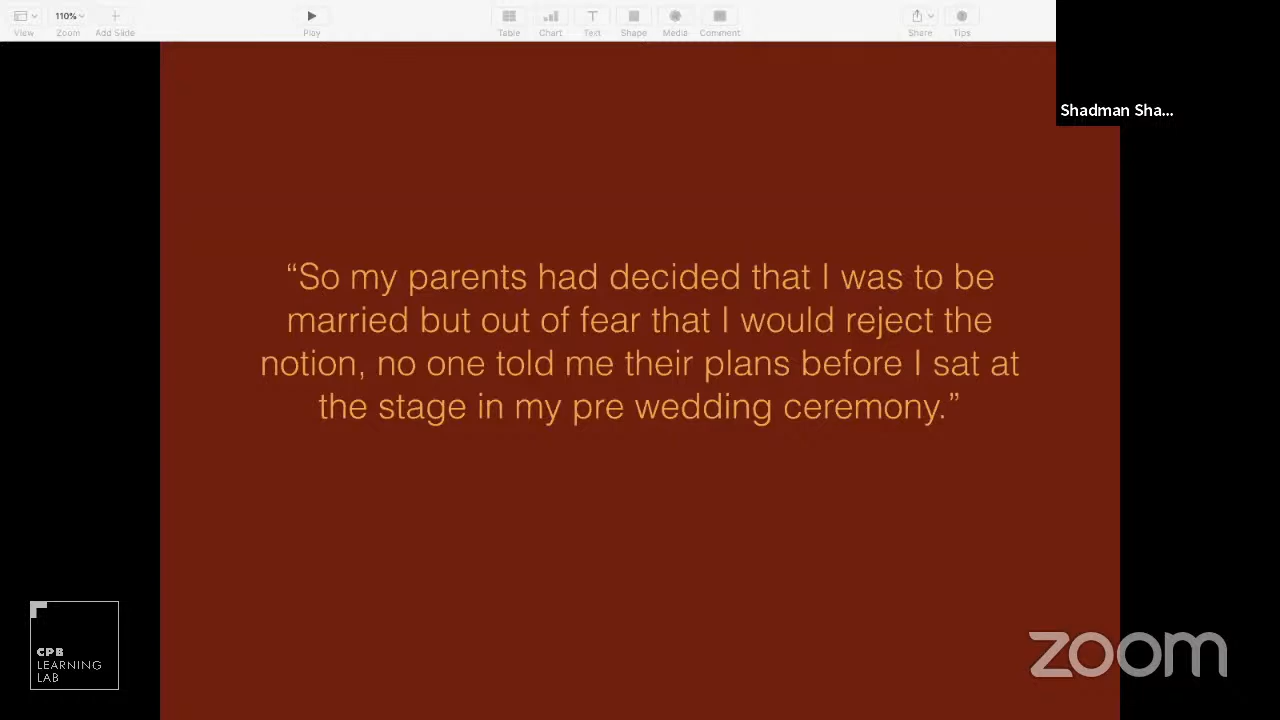 View
110%
Zoom
Add Slide
Play
Table
Chart
Text
Shape
Media
Comment
Share
Tips
Shadman Sha...
“So my parents had decided that I was to be
married but out of fear that I would reject the
notion, no one told me their plans before I sat at
the stage in my pre wedding ceremony.”
CPB
LEARNING
LAB
zoom